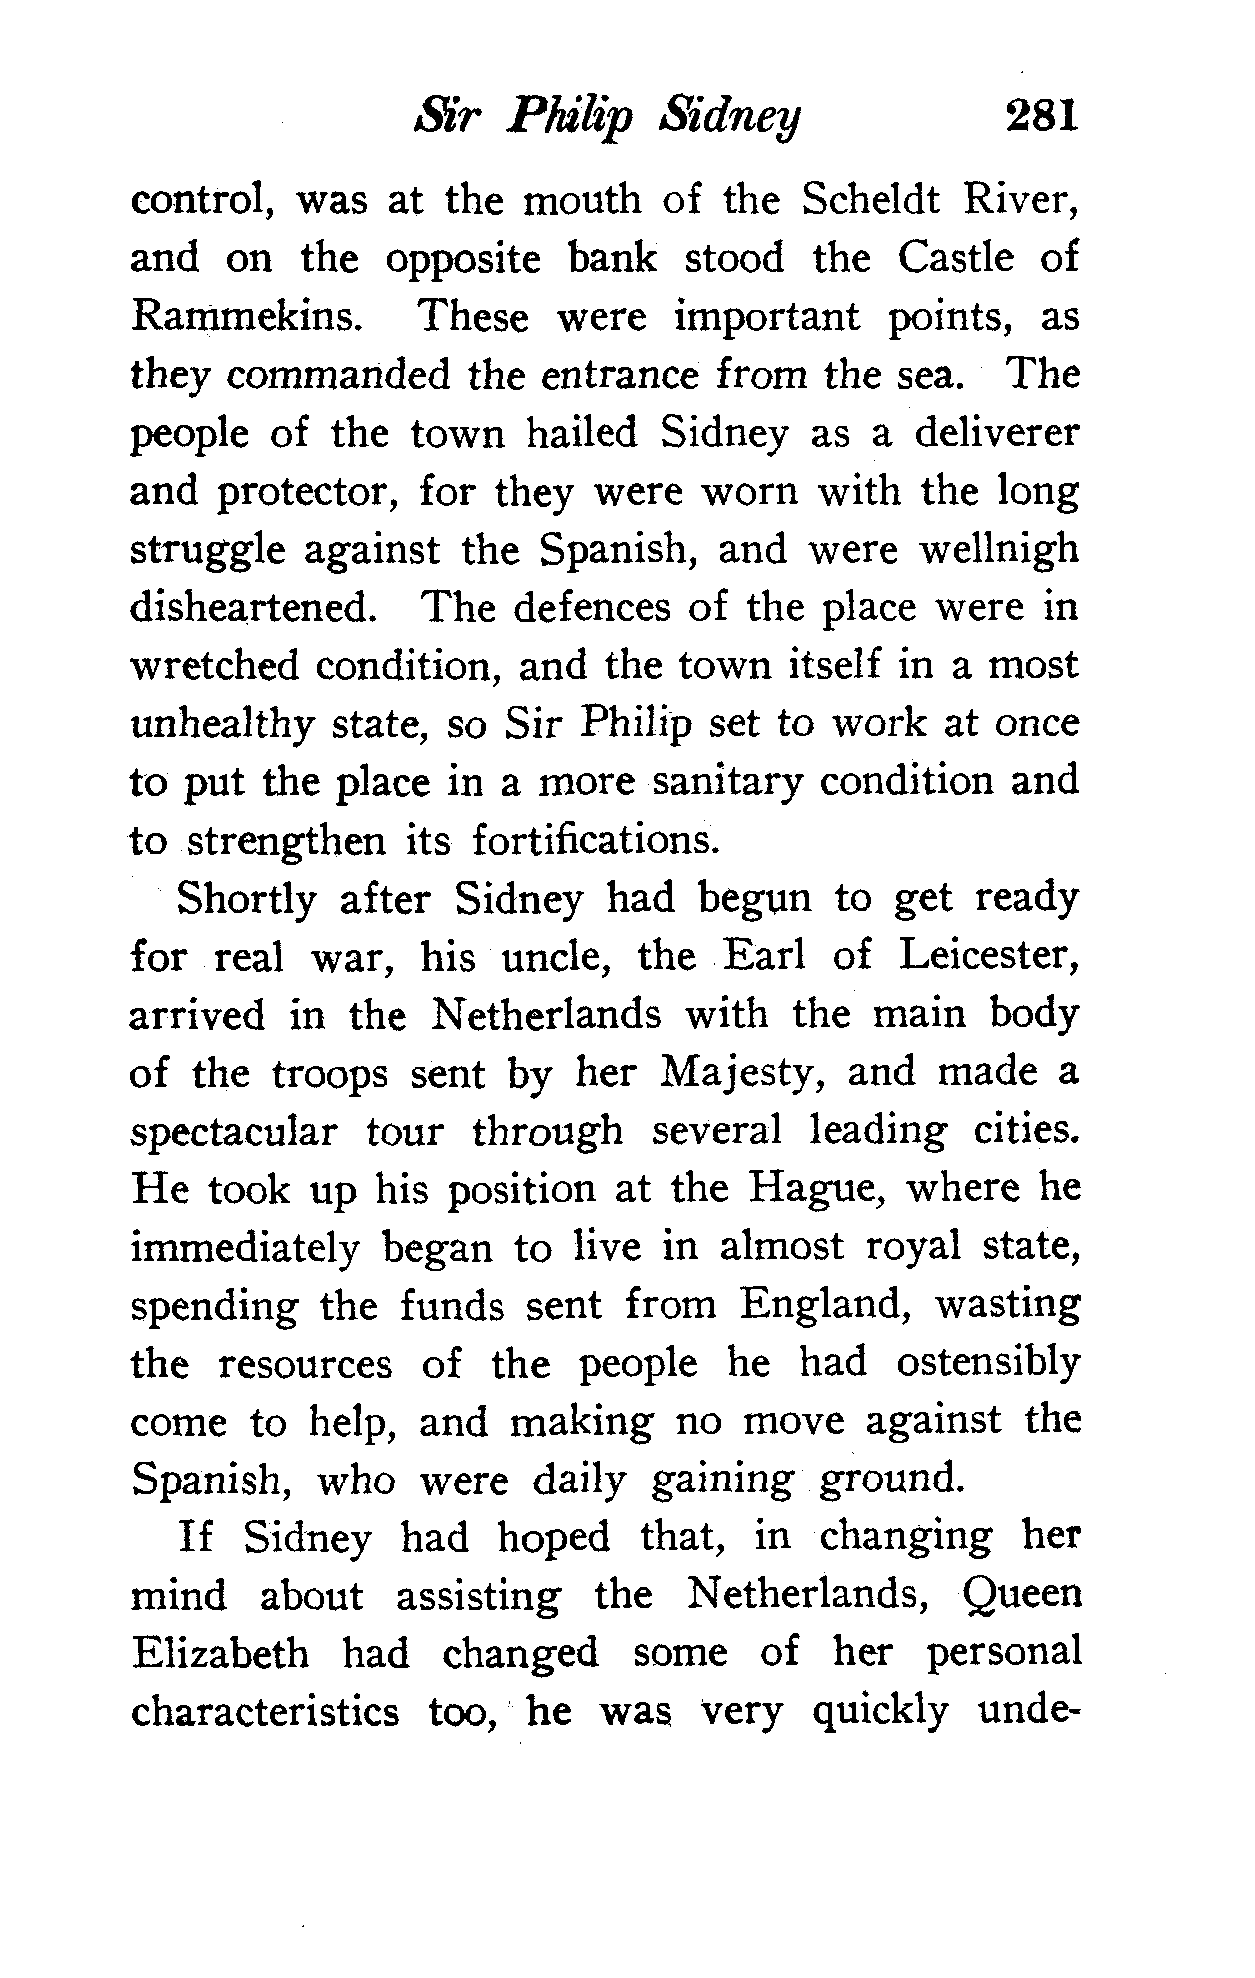 Sir Philip Sidney 281
control, was at the mouth of the Scheldt River,
and on the opposite bank stood the Castle of
Rammekins. These were important points, as
they commanded the entrance from the sea. The
people of the town hailed Sidney as a deliverer
and protector, for they were worn with the long
struggle against the Spanish, and were wellnigh
disheartened. The defences of the place were in
wretched condition, and the town itself in a most
unhealthy state, so Sir Philip set to work at once
to put the place in a more sanitary condition and
to strengthen its fortifications.
Shortly after Sidney had begun to get ready
for real war, his uncle, the Earl of Leicester,
arrived in the Netherlands with the main body
of the troops sent by her Majesty, and made a
spectacular tour through several leading cities.
He took up his position at the Hague, where he
immediately began to live in almost royal state,
spending the funds sent from England, wasting
the resources of the people he had ostensibly
come to help, and making no move against the
Spanish, who were daily gaining ground.
If Sidney had hoped that, in changing her
mind about assisting the Netherlands, Queen
Elizabeth had changed some of her personal
characteristics too, he was very quickly unde-